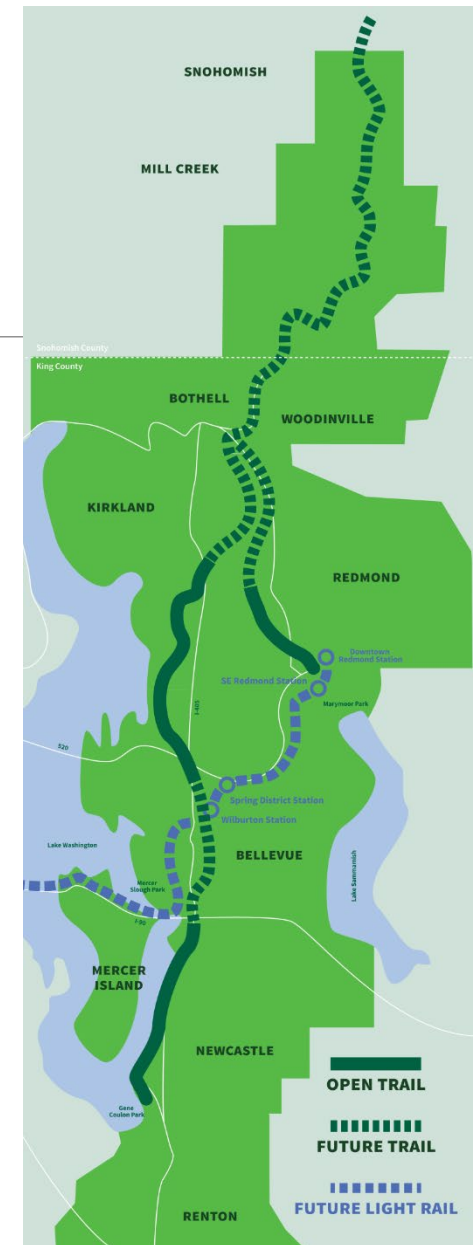 SNOHOMISH
MILL CREEK
Snohomish County
King County
BOTHELL
WOODINVILLE
KIRKLAND
REDMOND
Downtown
Redmond Station
SE Redmond Station
Marymoor Park
I-405
520
Spring District Station
Wilburton Station
Lake Washington
BELLEVUE
Lake Sammamish
Mercer
Slough Park
I-90
MERCER
ISLAND
NEWCASTLE
OPEN TRAIL
Gene
Coulon Park
FUTURE TRAIL
FUTURE LIGHT RAIL
RENTON